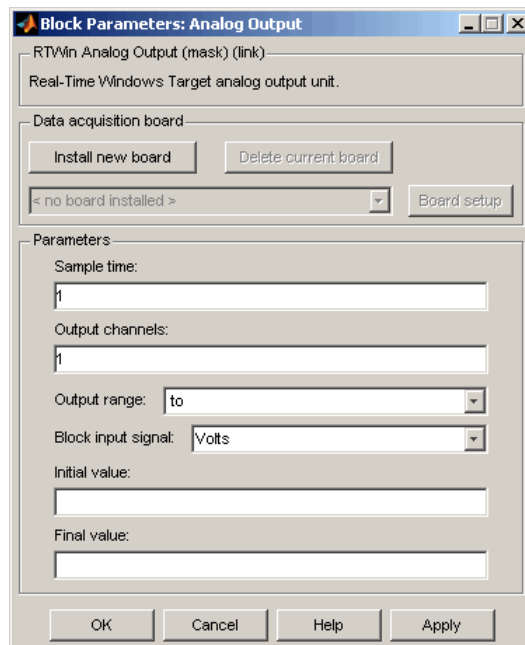 Block Parameters: Analog Output
RTWin Analog Output (mask) (link)
Real-Time Windows Target analog output unit.
Data acquisition board
Install new board
Delete current board
< no board installed >
Board setup
Parameters
Sample time:
1
Output channels:
1
Output range: to
Block input signal: Volts
Initial value:
Final value:
OK Cancel Help Apply